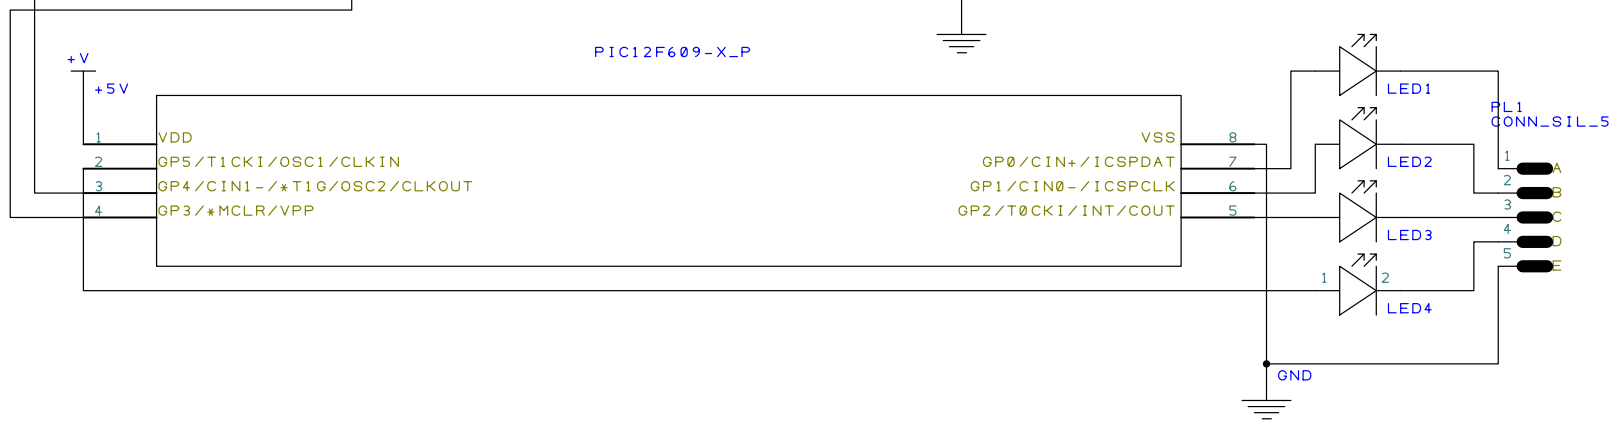 PIC12F609-X_P
+V
+5V
1 VDD
2 GP5/T1CKI/OSC1/CLKIN
3 GP4/CIN1-/*T1G/OSC2/CLKOUT
4 GP3/*MCLR/VPP
VSS 8
GP0/CIN+/ICSPDAT 7
GP1/CIN0-/ICSPCLK 6
GP2/T0CKI/INT/COUT 5
LED1
LED2
LED3
1 2
LED4
PL1
CONN_SIL_5
1 A
2 B
3 C
4 D
5 E
GND